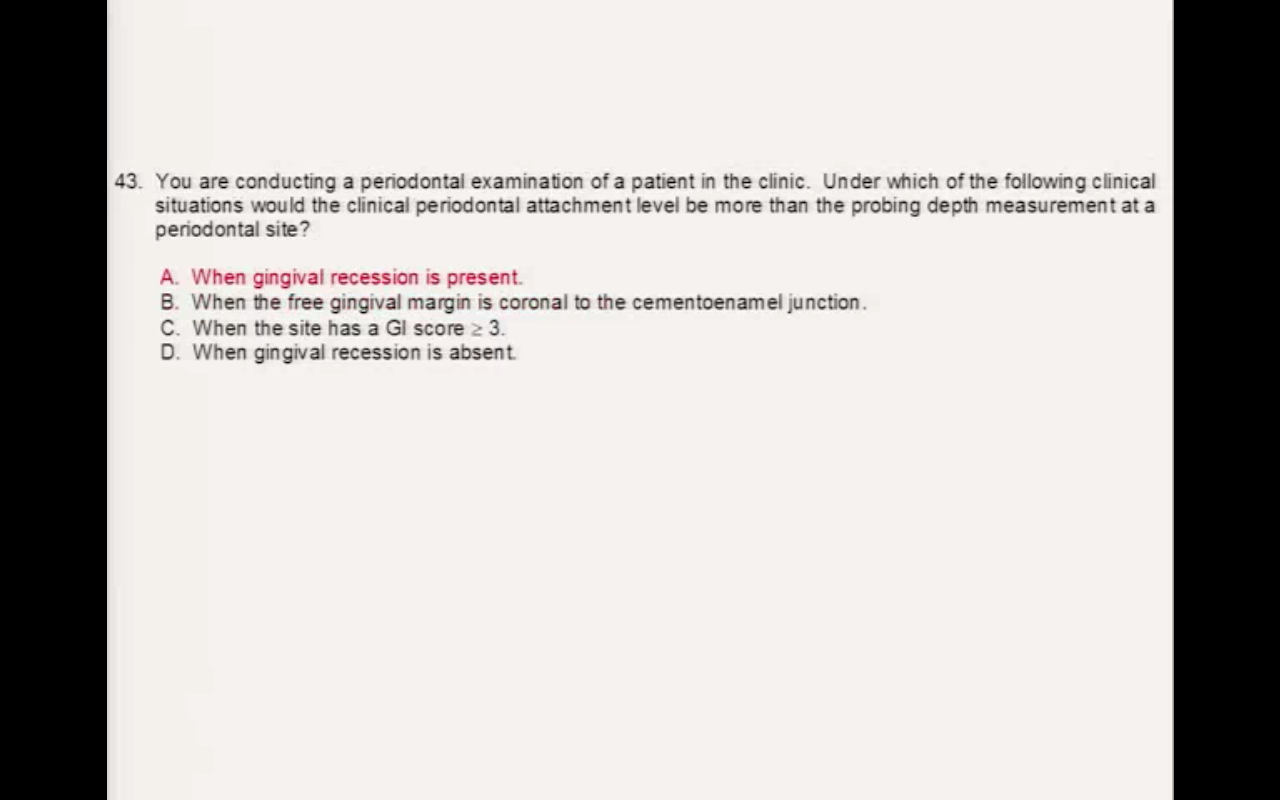 43. You are conducting a periodontal examination of a patient in the clinic. Under which of the following clinical
situations would the clinical periodontal attachment level be more than the probing depth measurement at a
periodontal site?
A. When gingival recession is present.
B. When the free gingival margin is coronal to the cementoenamel junction.
C. When the site has a GI score ≥ 3.
D. When gingival recession is absent.